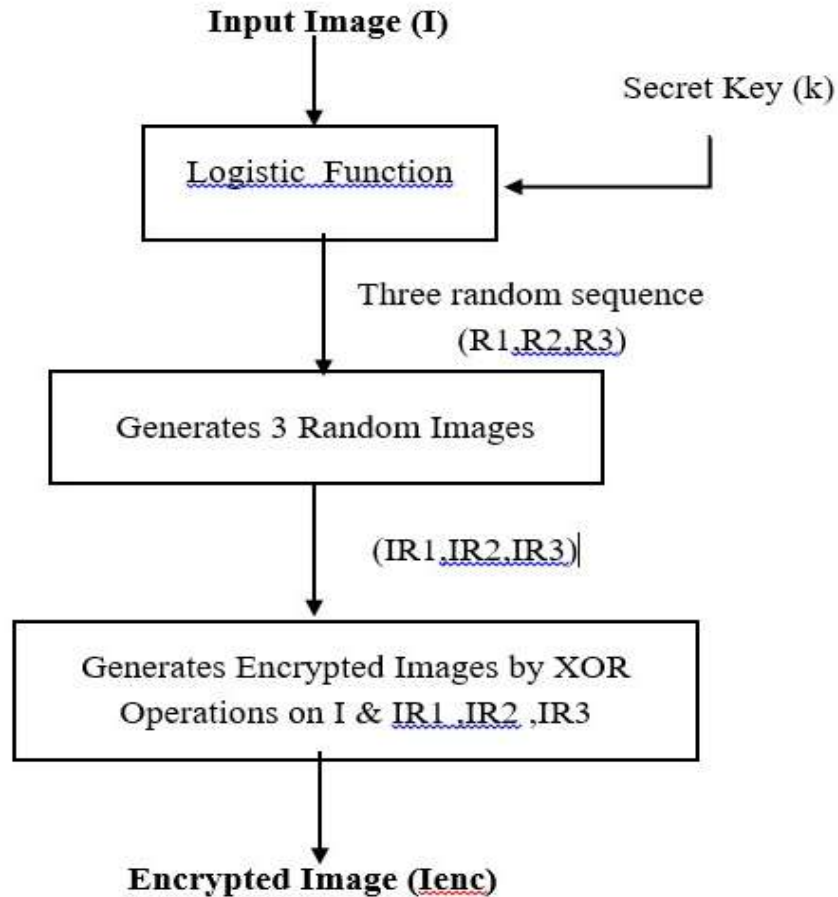 Input Image (I)
Secret Key (k)
Logistic Function
Three random sequence
(R1,R2,R3)
Generates 3 Random Images
(IR1,IR2,IR3)
Generates Encrypted Images by XOR
Operations on I & IR1 ,IR2 ,IR3
Encrypted Image (Ienc)